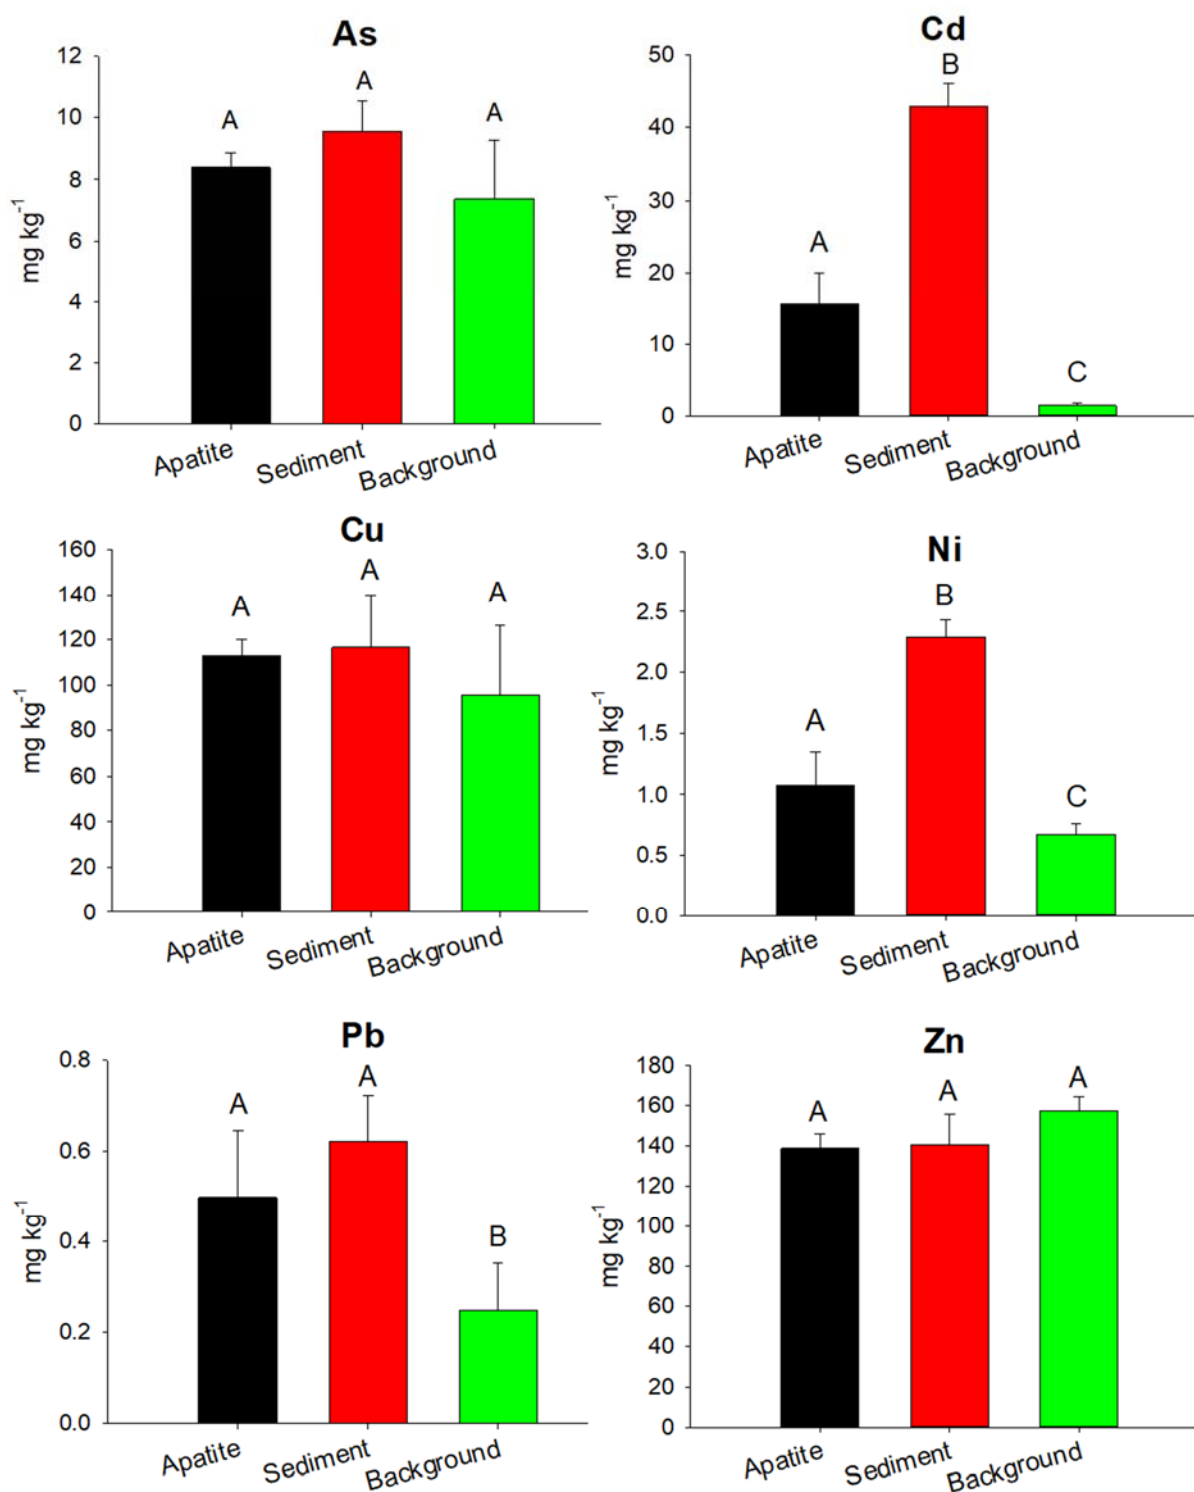 As
12
10
8
6
4
2
0
mg kg-1
A
A
A
Apatite
Sediment
Background
Cd
50
40
30
20
10
0
mg kg-1
A
B
C
Apatite
Sediment
Background
Cu
160
140
120
100
80
60
40
20
0
mg kg-1
A
A
A
Apatite
Sediment
Background
Ni
3.0
2.5
2.0
1.5
1.0
0.5
0.0
mg kg-1
A
B
C
Apatite
Sediment
Background
Pb
0.8
0.6
0.4
0.2
0.0
mg kg-1
A
A
B
Apatite
Sediment
Background
Zn
180
160
140
120
100
80
60
40
20
0
mg kg-1
A
A
A
Apatite
Sediment
Background